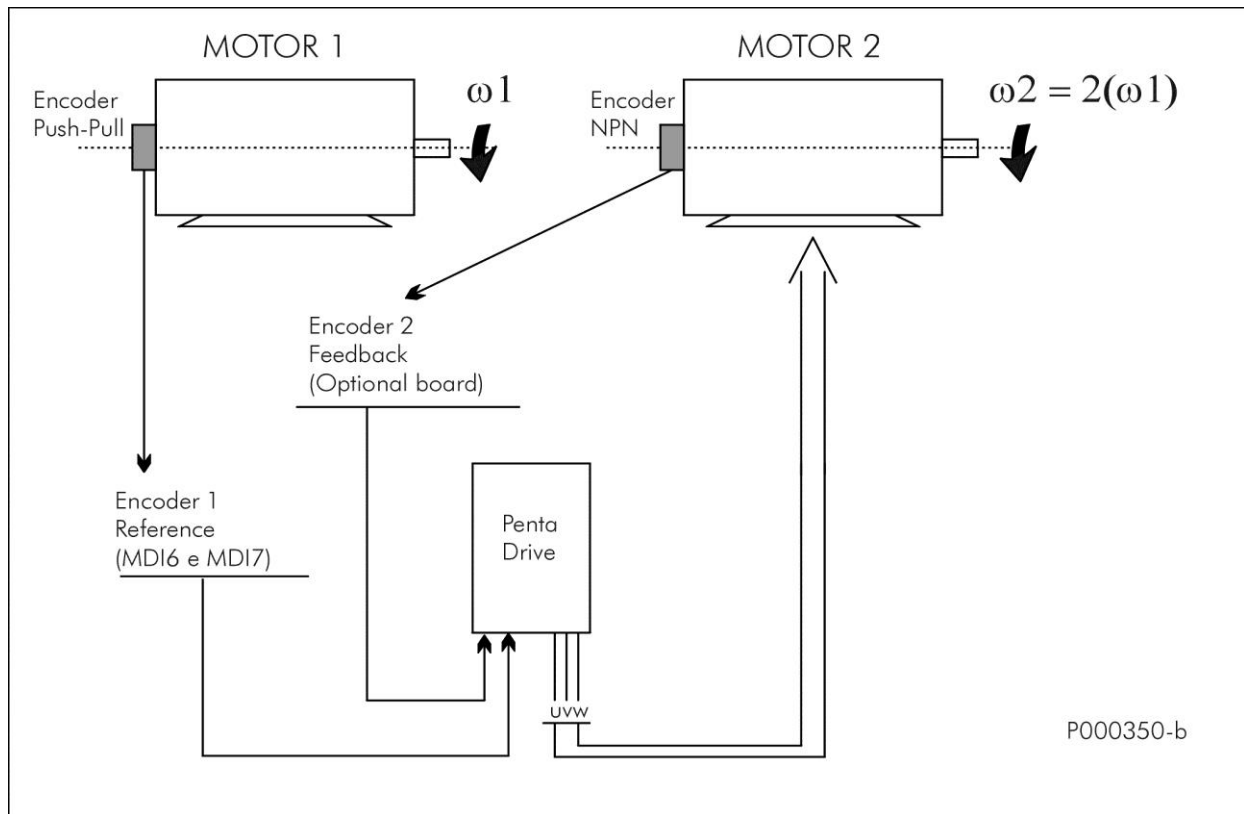 MOTOR 1
MOTOR 2
Encoder
Push-Pull
ω1
Encoder
NPN
ω2 = 2(ω1)
Encoder 2
Feedback
(Optional board)
Encoder 1
Reference
(MDI6 e MDI7)
Penta
Drive
UVW
P000350-b